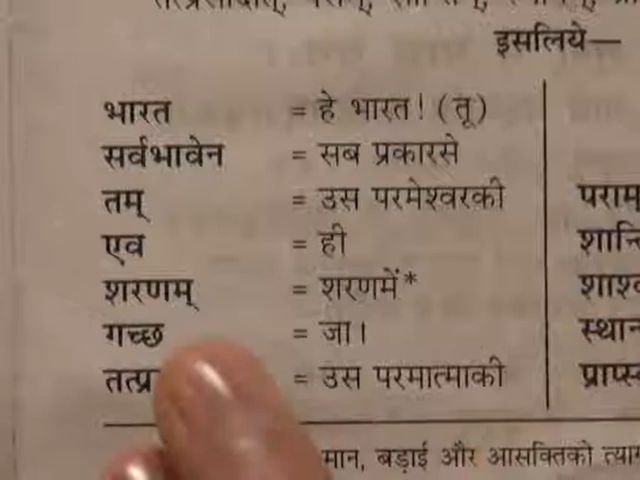 इसलिये—
भारत = हे भारत! (तू)
सर्वभावेन = सब प्रकारसे
तम् = उस परमेश्वरकी
एव = ही
शरणम् = शरणमें*
गच्छ = जा।
= उस परमात्माकी
मान, बड़ाई और आसक्तिको